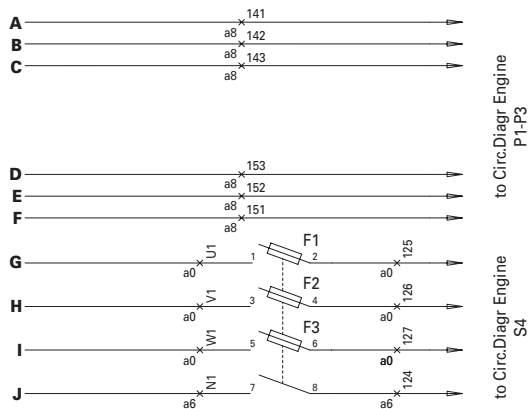 A 141
a8
B 142
a8
C 143
a8
to Circ.Diagr Engine
P1-P3
D 153
a8
E 152
a8
F 151
a8
F1
G U1 1 2 125
a0 a0
F2
H V1 3 4 126
a0 a0
F3
I W1 5 6 127
a0 a0
J N1 7 8 124
a6 a6
to Circ.Diagr Engine
S4